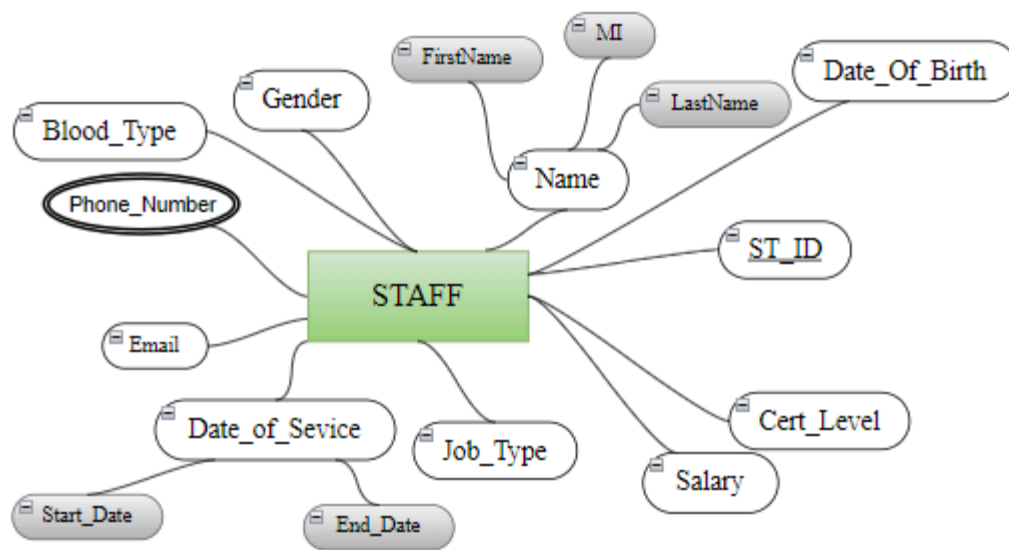 MI
FirstName
Date_Of_Birth
Gender
LastName
Blood_Type
Name
Phone_Number
ST_ID
STAFF
Email
Cert_Level
Date_of_Sevice
Job_Type
Salary
Start_Date
End_Date